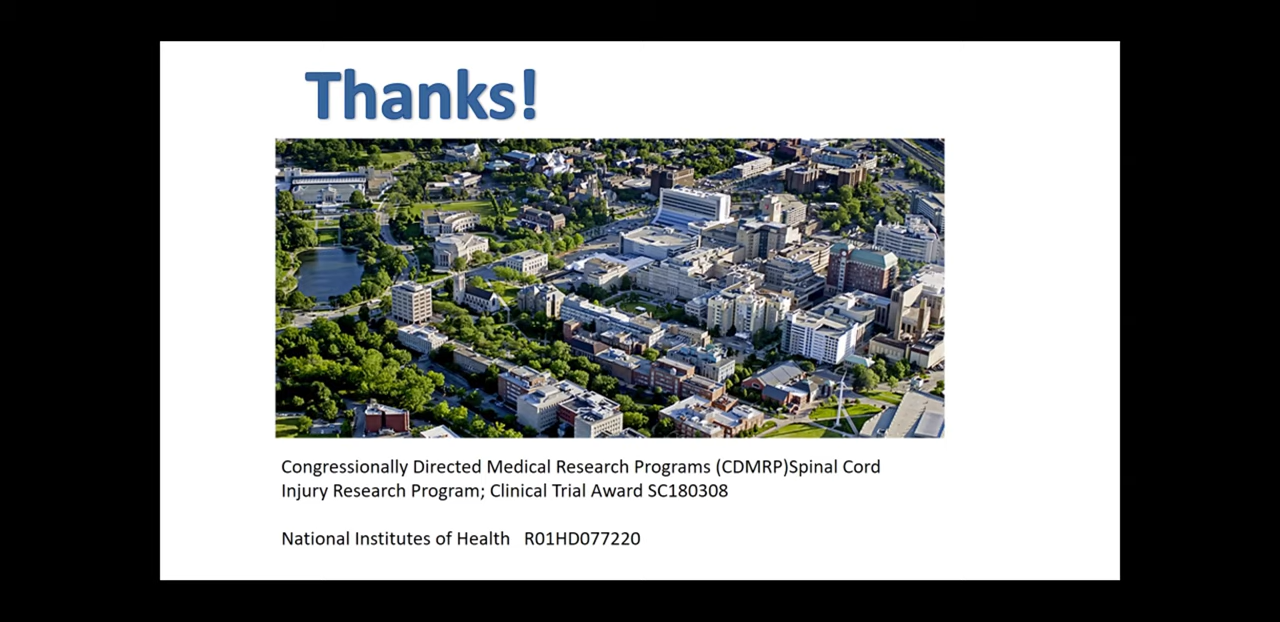 Thanks!
Congressionally Directed Medical Research Programs (CDMRP)Spinal Cord
Injury Research Program; Clinical Trial Award SC180308
National Institutes of Health   R01HD077220